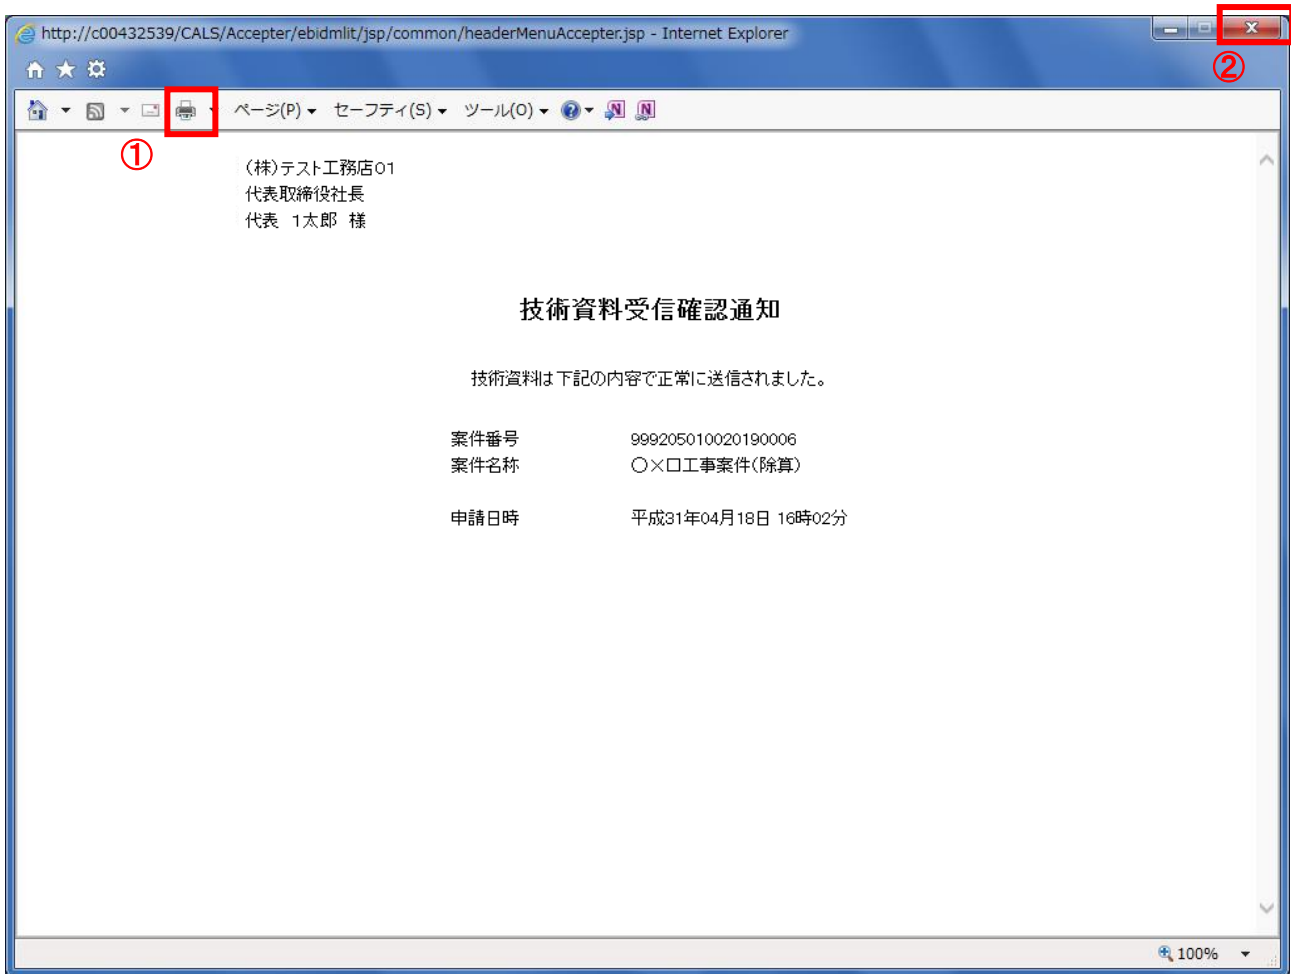 http://c00432539/CALS/Accepter/ebidmlit/jsp/common/headerMenuAccepter.jsp - Internet Explorer
②
ページ(P) セーフティ(S) ツール(O)
①
(株)テスト工務店01
代表取締役社長
代表 1太郎 様
技術資料受信確認通知
技術資料は下記の内容で正常に送信されました。
案件番号 999205010020190006
案件名称 〇×口工事案件(除算)
申請日時 平成31年04月18日 16時02分
100%